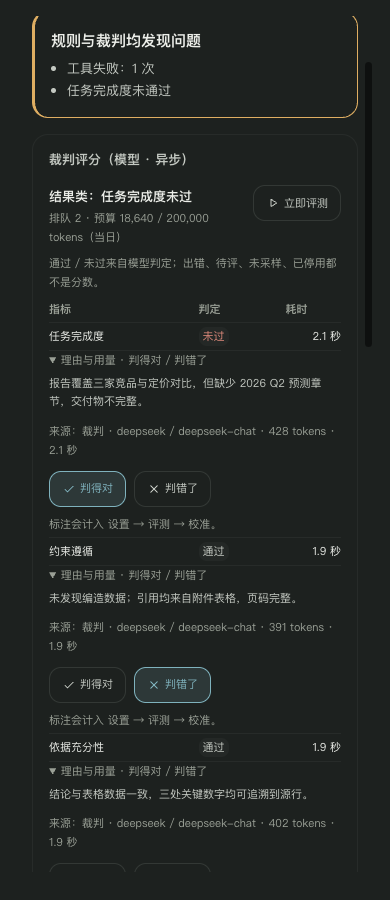 规则与裁判均发现问题
工具失败：1 次
任务完成度未通过
裁判评分（模型 · 异步）
结果类：任务完成度未过
立即评测
排队 2 · 预算 18,640 / 200,000
tokens（当日）
通过 / 未过来自模型判定；出错、待评、未采样、已停用都
不是分数。
指标 判定 耗时
任务完成度 未过 2.1 秒
▼ 理由与用量 · 判得对 / 判错了
报告覆盖三家竞品与定价对比，但缺少 2026 Q2 预测章
节，交付物不完整。
来源：裁判 · deepseek / deepseek-chat · 428 tokens ·
2.1 秒
✓ 判得对 ✕ 判错了
标注会计入 设置 → 评测 → 校准。
约束遵循 通过 1.9 秒
▼ 理由与用量 · 判得对 / 判错了
未发现编造数据；引用均来自附件表格，页码完整。
来源：裁判 · deepseek / deepseek-chat · 391 tokens ·
1.9 秒
✓ 判得对 ✕ 判错了
标注会计入 设置 → 评测 → 校准。
依据充分性 通过 1.9 秒
▼ 理由与用量 · 判得对 / 判错了
结论与表格数据一致，三处关键数字均可追溯到源行。
来源：裁判 · deepseek / deepseek-chat · 402 tokens ·
1.9 秒